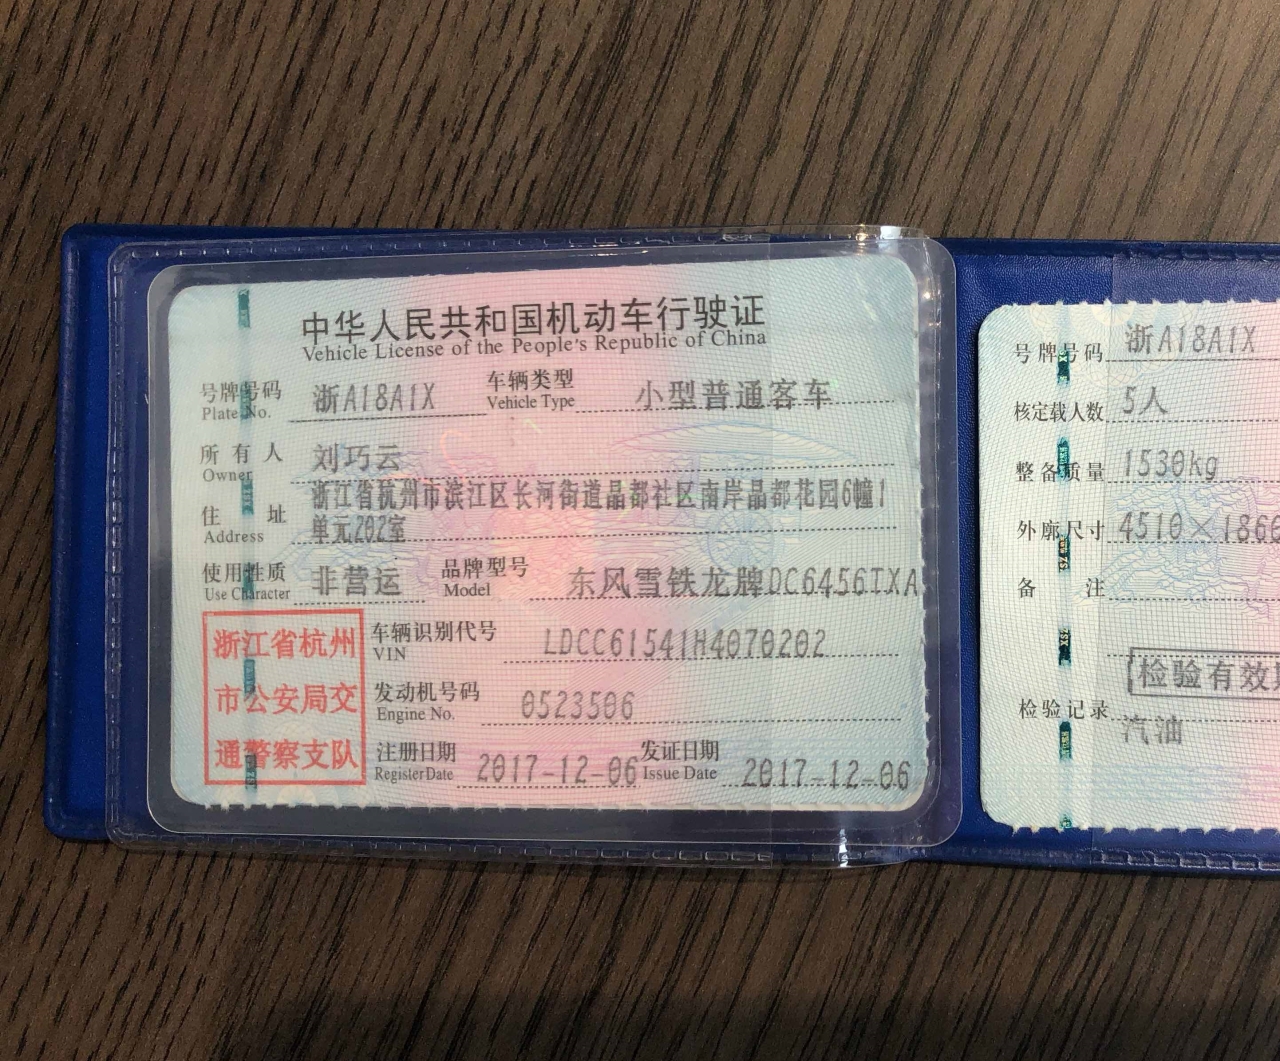 中华人民共和国机动车行驶证
Vehicle License of the People's Republic of China
号牌号码 浙A18A1X 车辆类型 小型普通客车
Plate No. Vehicle Type
所有人 刘巧云
Owner
住址 浙江省杭州市滨江区长河街道晶都社区南岸晶都花园6幢1
Address 单元202室
使用性质 非营运 品牌型号 东风雪铁龙牌DC6456TXA
Use Character Model
浙江省杭州
市公安局交
通警察支队
车辆识别代号 LDCC61541H4070202
VIN
发动机号码 0523506
Engine No.
注册日期 2017-12-06 发证日期 2017-12-06
Register Date Issue Date
号牌号码 浙A18A1X
核定载人数 5人
整备质量 1530kg
外廓尺寸 4510×186
备注
检验有效
检验记录
汽油